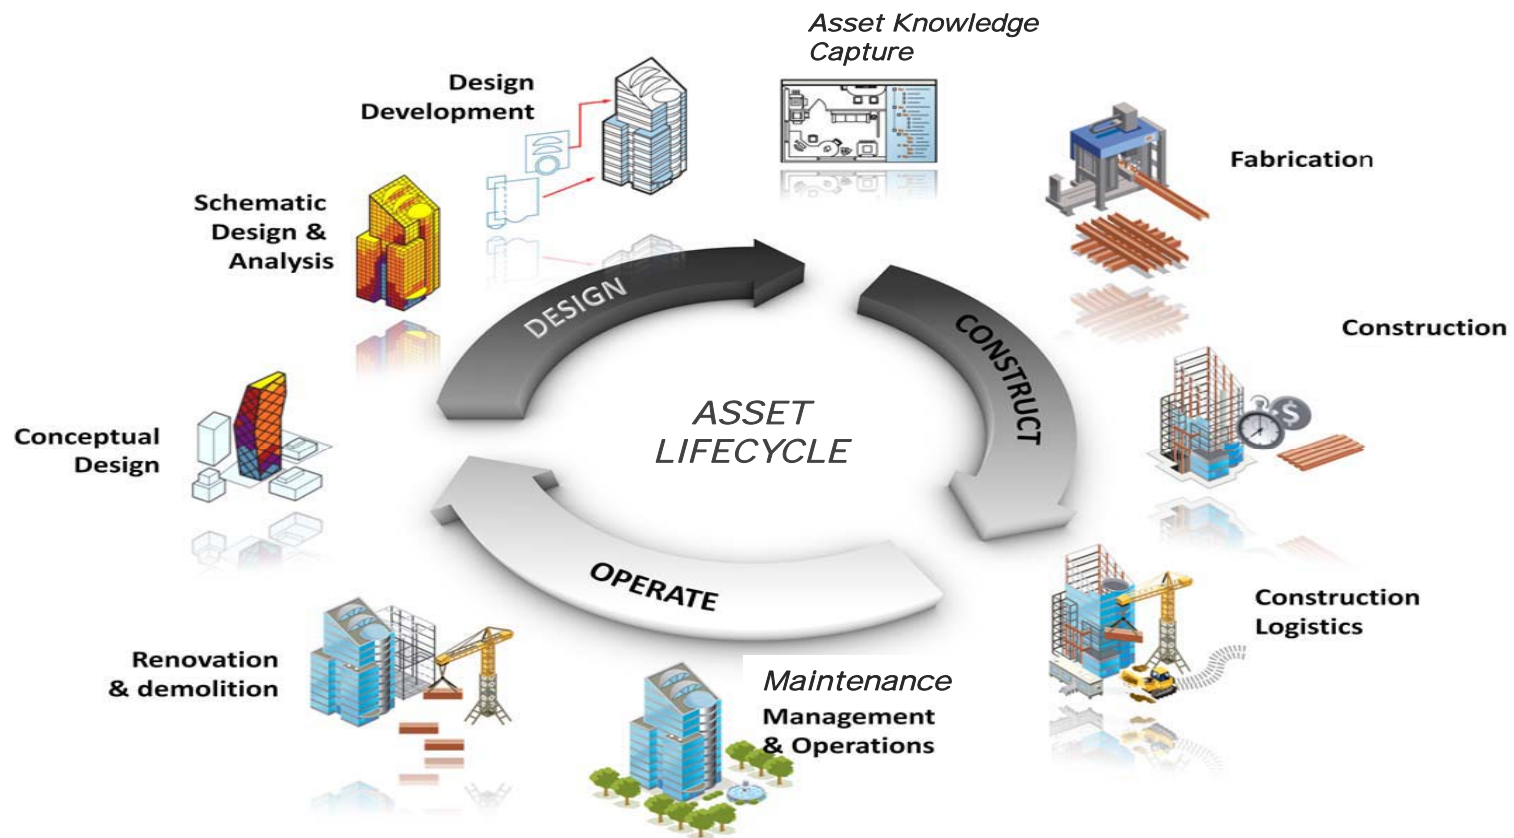 Asset Knowledge
Capture
Design
Development
Fabrication
Schematic
Design &
Analysis
DESIGN
CONSTRUCT
Construction
ASSET
LIFECYCLE
$
Conceptual
Design
OPERATE
Construction
Logistics
Renovation
& demolition
Maintenance
Management
& Operations